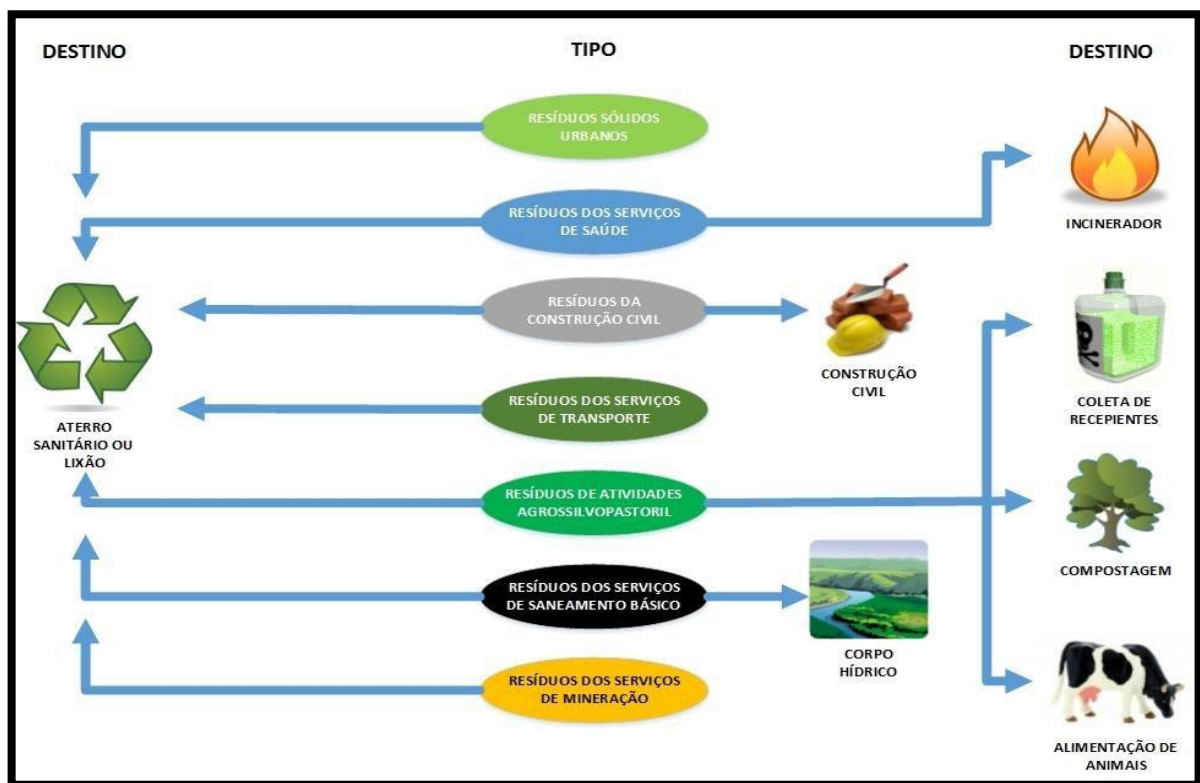 DESTINO
TIPO
DESTINO
RESÍDUOS SÓLIDOS
URBANOS
RESÍDUOS DOS SERVIÇOS
DE SAÚDE
INCINERADOR
RESÍDUOS DA
CONSTRUÇÃO CIVIL
CONSTRUÇÃO
CIVIL
RESÍDUOS DOS SERVIÇOS
DE TRANSPORTE
COLETA DE
RECEPIENTES
ATERRO
SANITÁRIO OU
LIXÃO
RESÍDUOS DE ATIVIDADES
AGROSSILVOPASTORIL
COMPOSTAGEM
RESÍDUOS DOS SERVIÇOS
DE SANEAMENTO BÁSICO
CORPO
HÍDRICO
RESÍDUOS DOS SERVIÇOS
DE MINERAÇÃO
ALIMENTAÇÃO DE
ANIMAIS